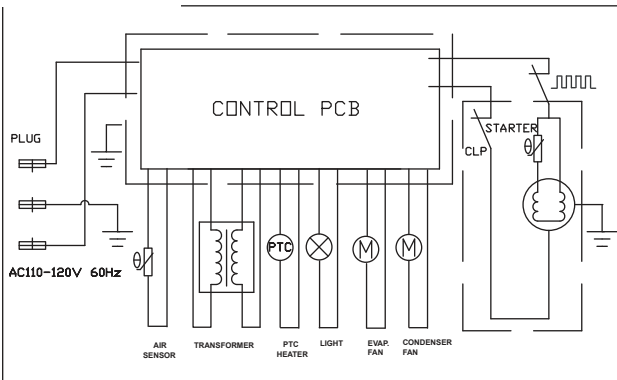 CONTROL PCB
PLUG
STARTER
CLP
θ
PTC
M
M
θ
AC110-120V 60Hz
AIR
SENSOR
TRANSFORMER
PTC
HEATER
LIGHT
EVAP.
FAN
CONDENSER
FAN